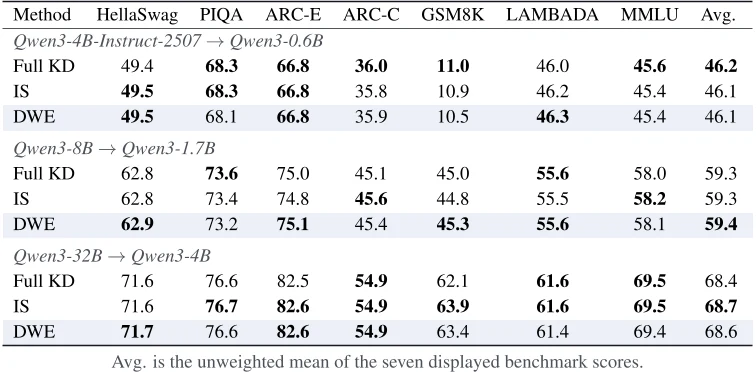 Method HellaSwag PIQA ARC-E ARC-C GSM8K LAMBADA MMLU Avg.
Qwen3-4B-Instruct-2507 → Qwen3-0.6B
Full KD 49.4 68.3 66.8 36.0 11.0 46.0 45.6 46.2
IS 49.5 68.3 66.8 35.8 10.9 46.2 45.4 46.1
DWE 49.5 68.1 66.8 35.9 10.5 46.3 45.4 46.1
Qwen3-8B → Qwen3-1.7B
Full KD 62.8 73.6 75.0 45.1 45.0 55.6 58.0 59.3
IS 62.8 73.4 74.8 45.6 44.8 55.5 58.2 59.3
DWE 62.9 73.2 75.1 45.4 45.3 55.6 58.1 59.4
Qwen3-32B → Qwen3-4B
Full KD 71.6 76.6 82.5 54.9 62.1 61.6 69.5 68.4
IS 71.6 76.7 82.6 54.9 63.9 61.6 69.5 68.7
DWE 71.7 76.6 82.6 54.9 63.4 61.4 69.4 68.6
Avg. is the unweighted mean of the seven displayed benchmark scores.